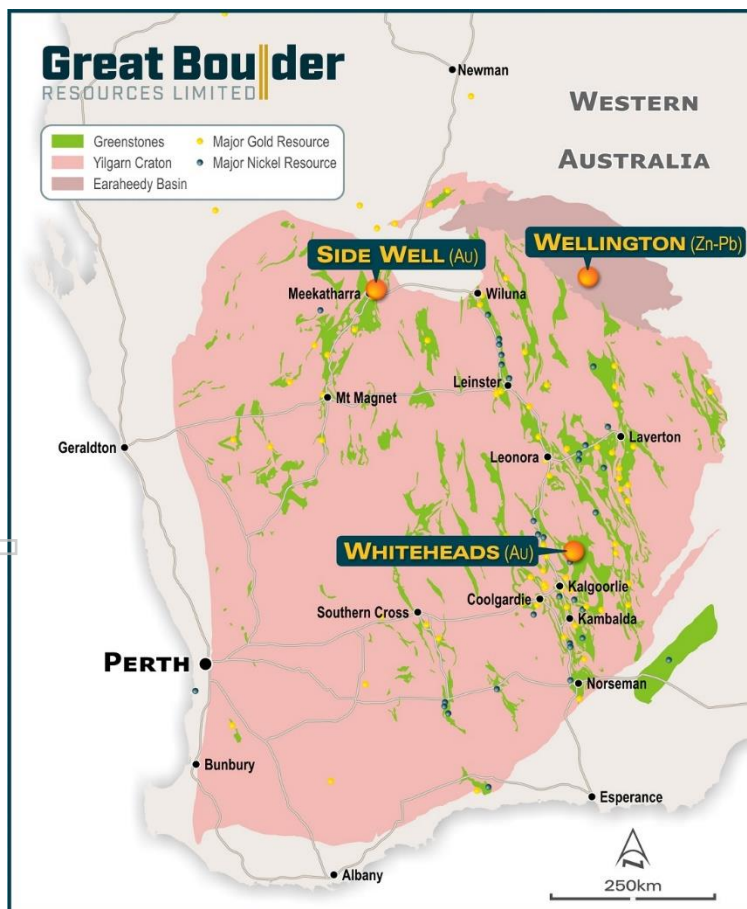 Great Boulder
RESOURCES LIMITED
Newman
WESTERN
AUSTRALIA
Greenstones
Major Gold Resource
Yilgarn Craton
Major Nickel Resource
Earaheedy Basin
SIDE WELL (Au)
WELLINGTON (Zn-Pb)
Meekatharra
Wiluna
Leinster
Mt Magnet
Geraldton
Laverton
Leonora
WHITEHEADS (Au)
Kalgoorlie
Coolgardie
Southern Cross
Kambalda
PERTH
Norseman
Bunbury
Esperance
Albany
N
250km